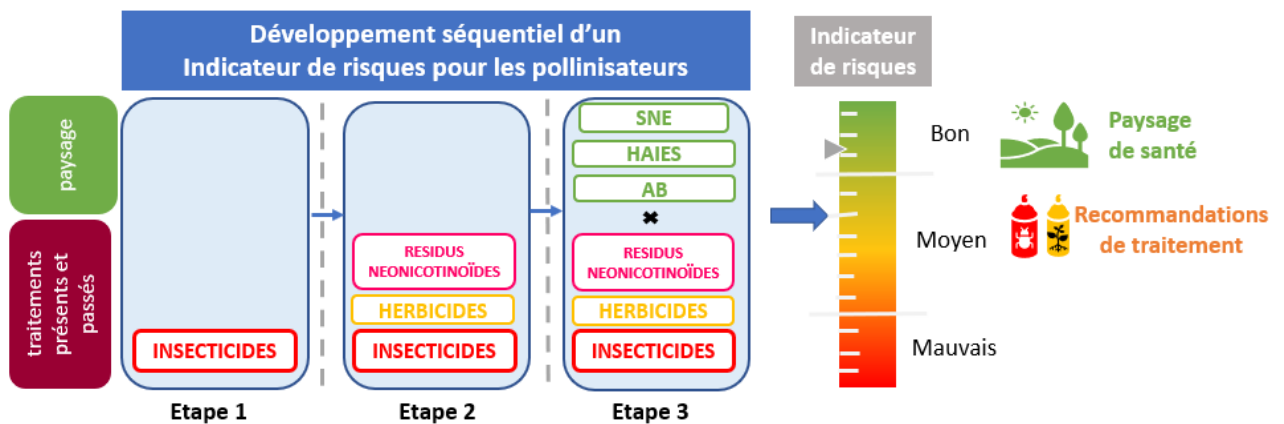 Développement séquentiel d'un
Indicateur de risques pour les pollinisateurs
Indicateur
de risques
paysage
traitements
présents et
passés
INSECTICIDES
Etape 1
RESIDUS
NEONICOTINOÏDES
HERBICIDES
INSECTICIDES
Etape 2
SNE
HAIES
AB
RESIDUS
NEONICOTINOÏDES
HERBICIDES
INSECTICIDES
Etape 3
Bon
Moyen
Mauvais
Paysage
de santé
Recommandations
de traitement